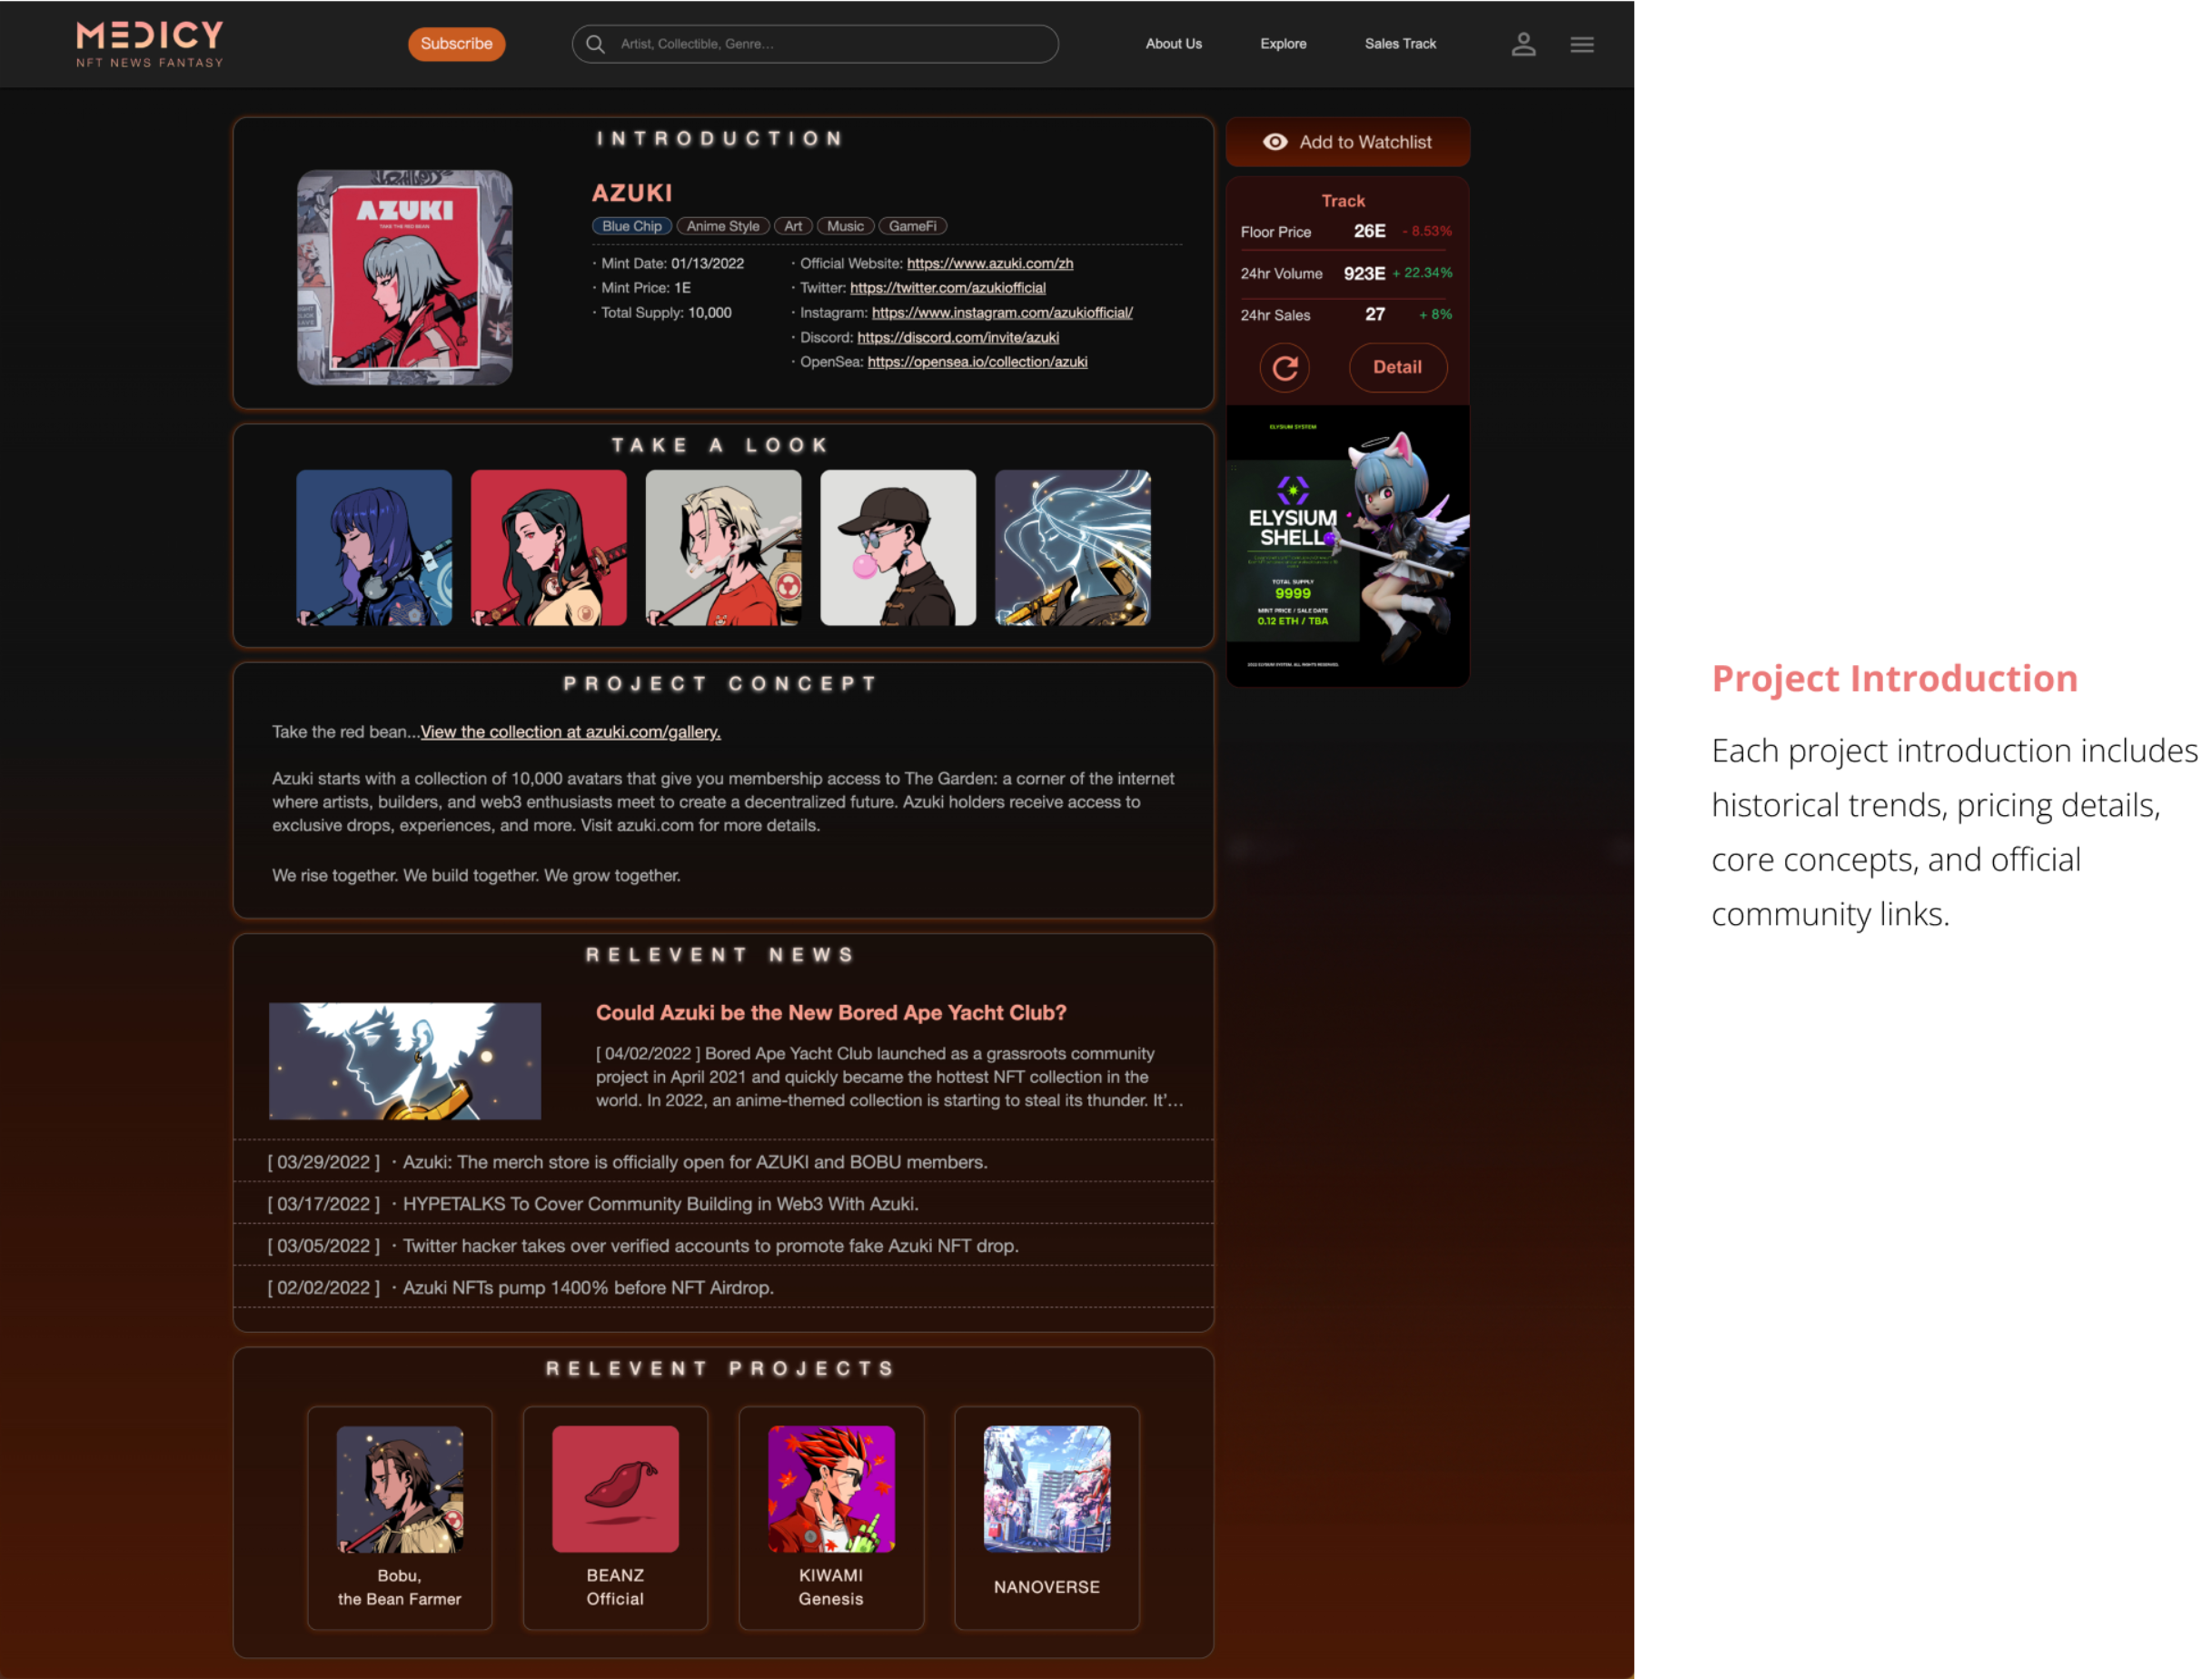 MEDICY
NFT NEWS FANTASY
Subscribe
Artist, Collectible, Genre...
About Us
Explore
Sales Track
INTRODUCTION
AZUKI
TAKE THE RED BEAN
AZUKI
Blue Chip
Anime Style
Art
Music
GameFi
· Mint Date: 01/13/2022
· Mint Price: 1E
· Total Supply: 10,000
· Official Website: https://www.azuki.com/zh
· Twitter: https://twitter.com/azukiofficial
· Instagram: https://www.instagram.com/azukiofficial/
· Discord: https://discord.com/invite/azuki
· OpenSea: https://opensea.io/collection/azuki
Add to Watchlist
Track
Floor Price 26E - 8.53%
24hr Volume 923E + 22.34%
24hr Sales 27 + 8%
Detail
ELYSIUM SYSTEM
ELYSIUM
SHELL
TOTAL SUPPLY
9999
MINT PRICE / SALE DATE
0.12 ETH / TBA
2022 ELYSIUM SYSTEM. ALL RIGHTS RESERVED.
TAKE A LOOK
PROJECT CONCEPT
Take the red bean...View the collection at azuki.com/gallery.
Azuki starts with a collection of 10,000 avatars that give you membership access to The Garden: a corner of the internet
where artists, builders, and web3 enthusiasts meet to create a decentralized future. Azuki holders receive access to
exclusive drops, experiences, and more. Visit azuki.com for more details.
We rise together. We build together. We grow together.
RELEVENT NEWS
Could Azuki be the New Bored Ape Yacht Club?
[ 04/02/2022 ] Bored Ape Yacht Club launched as a grassroots community
project in April 2021 and quickly became the hottest NFT collection in the
world. In 2022, an anime-themed collection is starting to steal its thunder. It'...
[ 03/29/2022 ] · Azuki: The merch store is officially open for AZUKI and BOBU members.
[ 03/17/2022 ] · HYPETALKS To Cover Community Building in Web3 With Azuki.
[ 03/05/2022 ] · Twitter hacker takes over verified accounts to promote fake Azuki NFT drop.
[ 02/02/2022 ] · Azuki NFTs pump 1400% before NFT Airdrop.
RELEVENT PROJECTS
Bobu,
the Bean Farmer
BEANZ
Official
KIWAMI
Genesis
NANOVERSE
Project Introduction
Each project introduction includes
historical trends, pricing details,
core concepts, and official
community links.